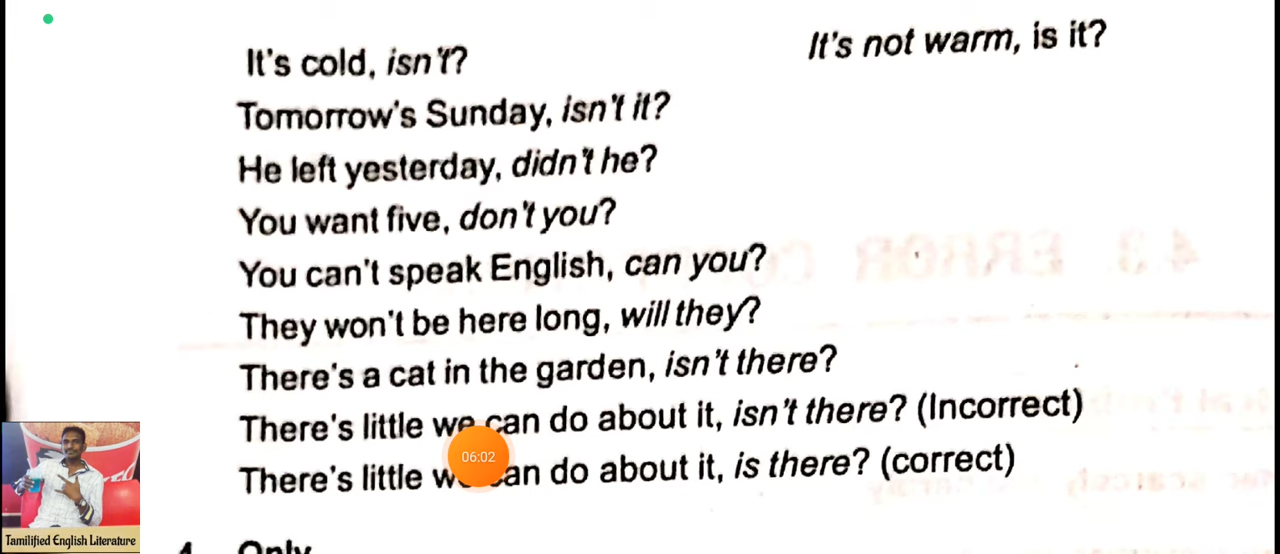 It's cold, isn't? It's not warm, is it?
Tomorrow's Sunday, isn't it?
He left yesterday, didn't he?
You want five, don't you?
You can't speak English, can you?
They won't be here long, will they?
There's a cat in the garden, isn't there?
There's little we can do about it, isn't there? (Incorrect)
There's little we can do about it, is there? (correct)
06:02
Tamilified English Literature
4 Only